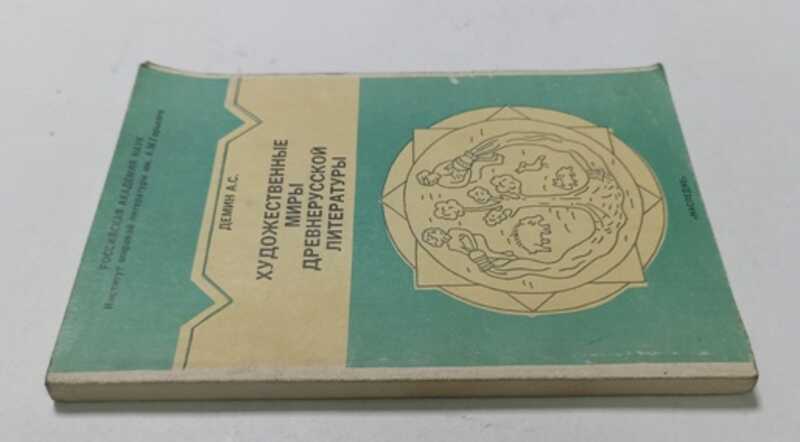 РОССИЙСКАЯ АКАДЕМИЯ НАУК
Институт мировой литературы им. А.М.Горького
ДЕМИН А.С.
ХУДОЖЕСТВЕННЫЕ
МИРЫ
ДРЕВНЕРУССКОЙ
ЛИТЕРАТУРЫ
«НАСЛЕДИЕ»